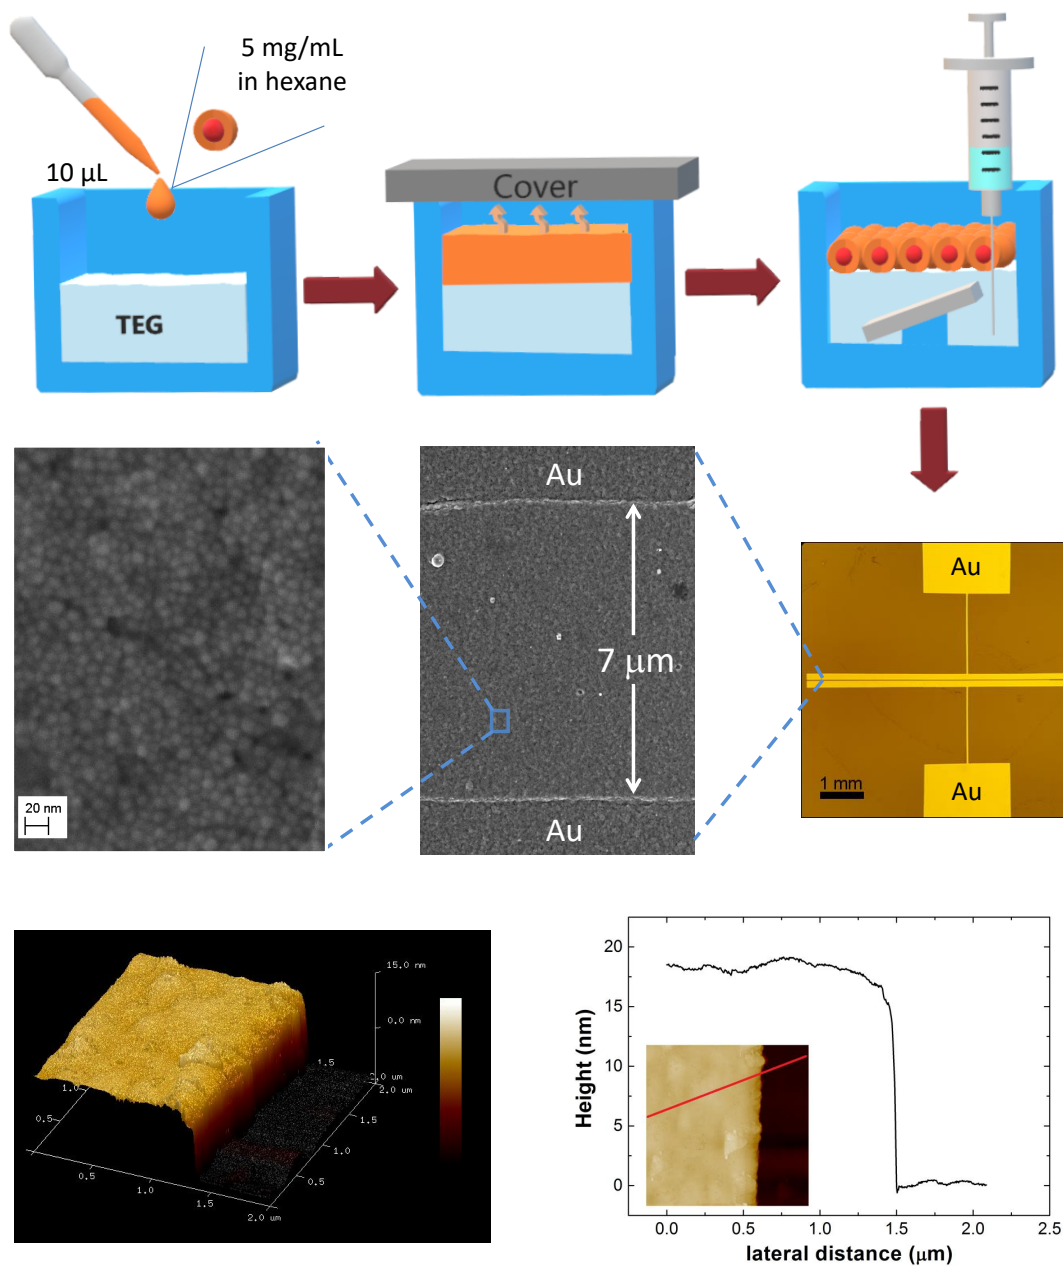 5 mg/mL
in hexane
10 µL
TEG
Cover
Au
7 µm
Au
20 nm
Au
1 mm
Au
15.0 nm
0.0 nm
2.0 um
1.5
1.0
0.5
0.5
1.0
1.5
2.0 um
0.5
1.0
1.5
2.0 um
20
15
10
5
0
Height (nm)
0.0 0.5 1.0 1.5 2.0 2.5
lateral distance (µm)